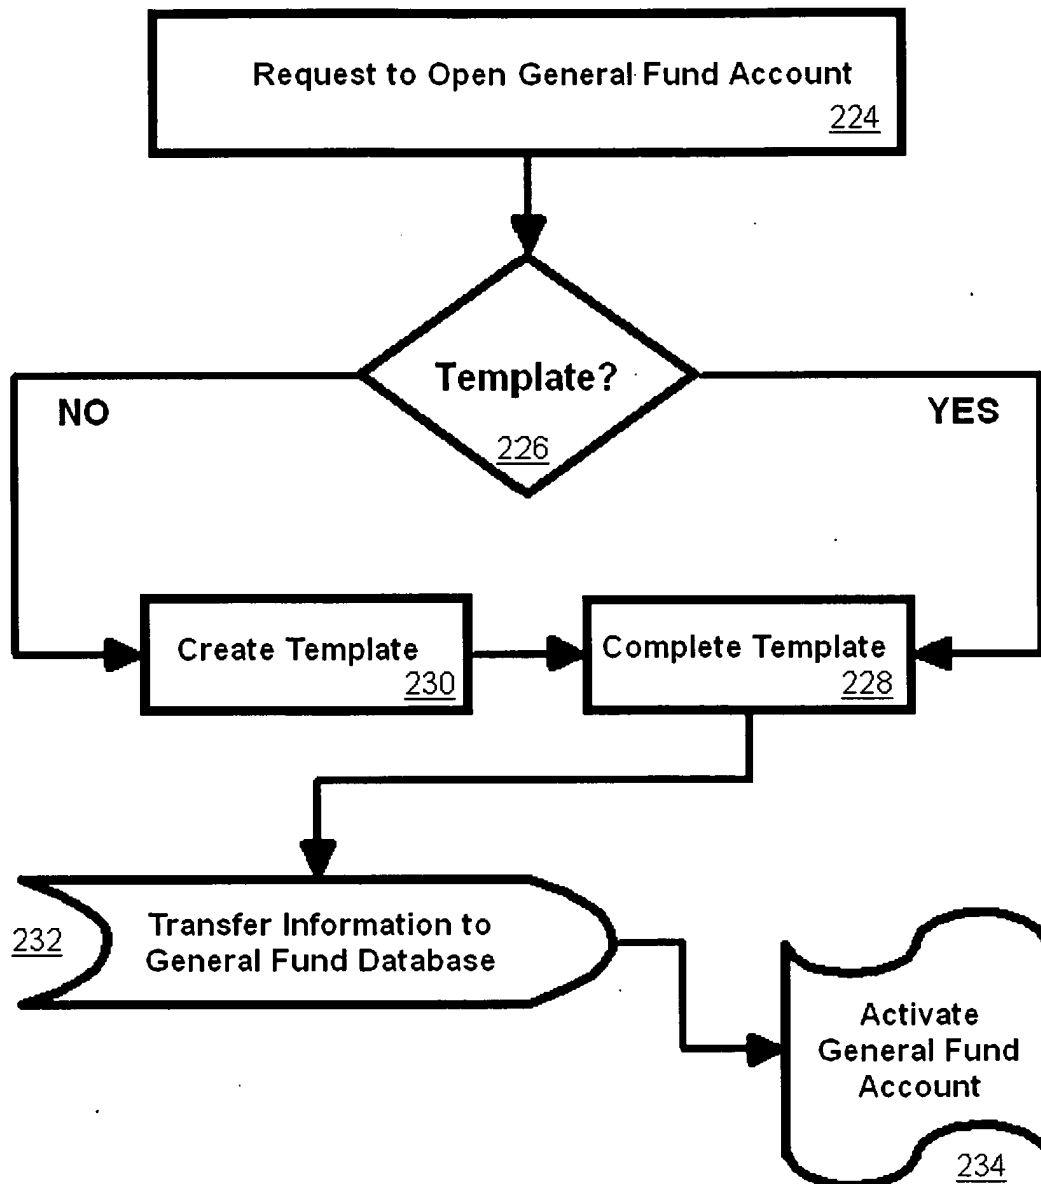 Request to Open General Fund Account
224
Template?
226
NO
YES
Create Template
230
Complete Template
228
232
Transfer Information to
General Fund Database
Activate
General Fund
Account
234